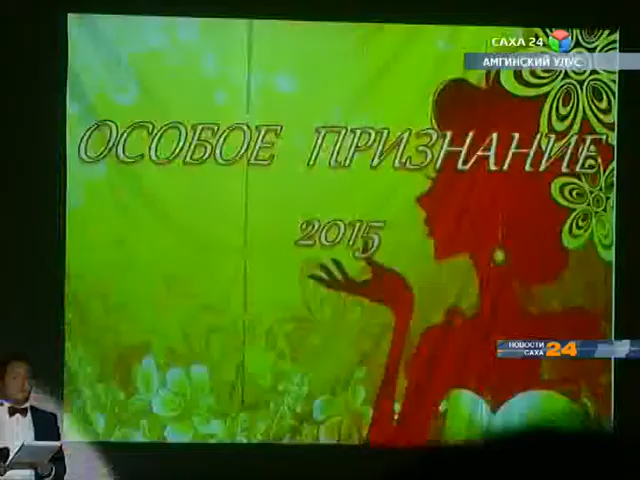 САХА 24
АМГИНСКИЙ УЛУС
ОСОБОЕ ПРИЗНАНИЕ
2015
НОВОСТИ
САХА 24